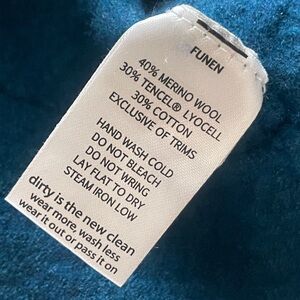 FUNEN
40% MERINO WOOL
30% TENCEL® LYOCELL
30% COTTON
EXCLUSIVE OF TRIMS
HAND WASH COLD
DO NOT BLEACH
DO NOT WRING
LAY FLAT TO DRY
STEAM IRON LOW
dirty is the new clean
wear more, wash less
wear it out or pass it on